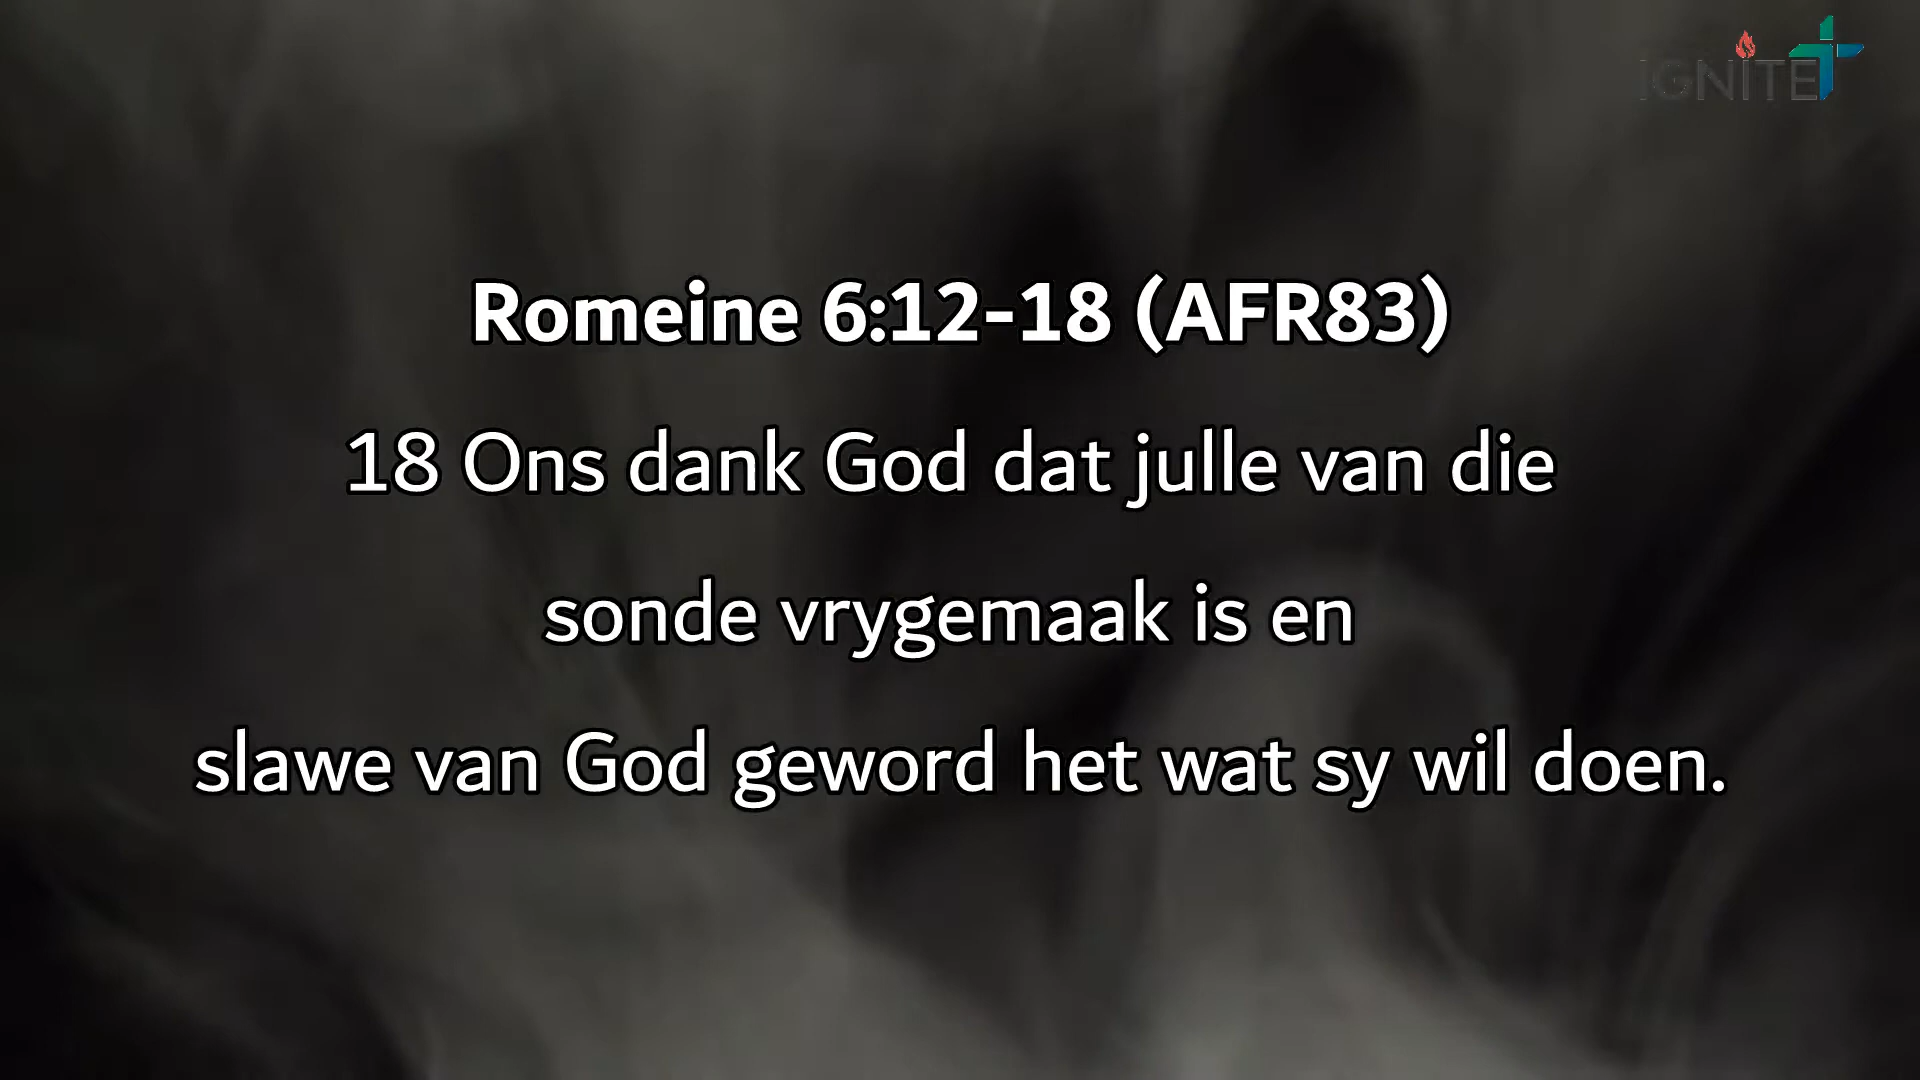 IGNITE
Romeine 6:12-18 (AFR83)
18 Ons dank God dat julle van die
sonde vrygemaak is en
slawe van God geword het wat sy wil doen.